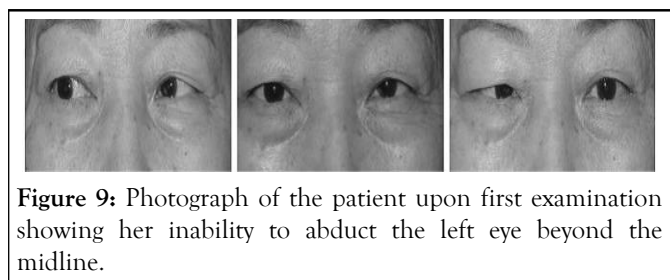 Figure 9: Photograph of the patient upon first examination
showing her inability to abduct the left eye beyond the
midline.